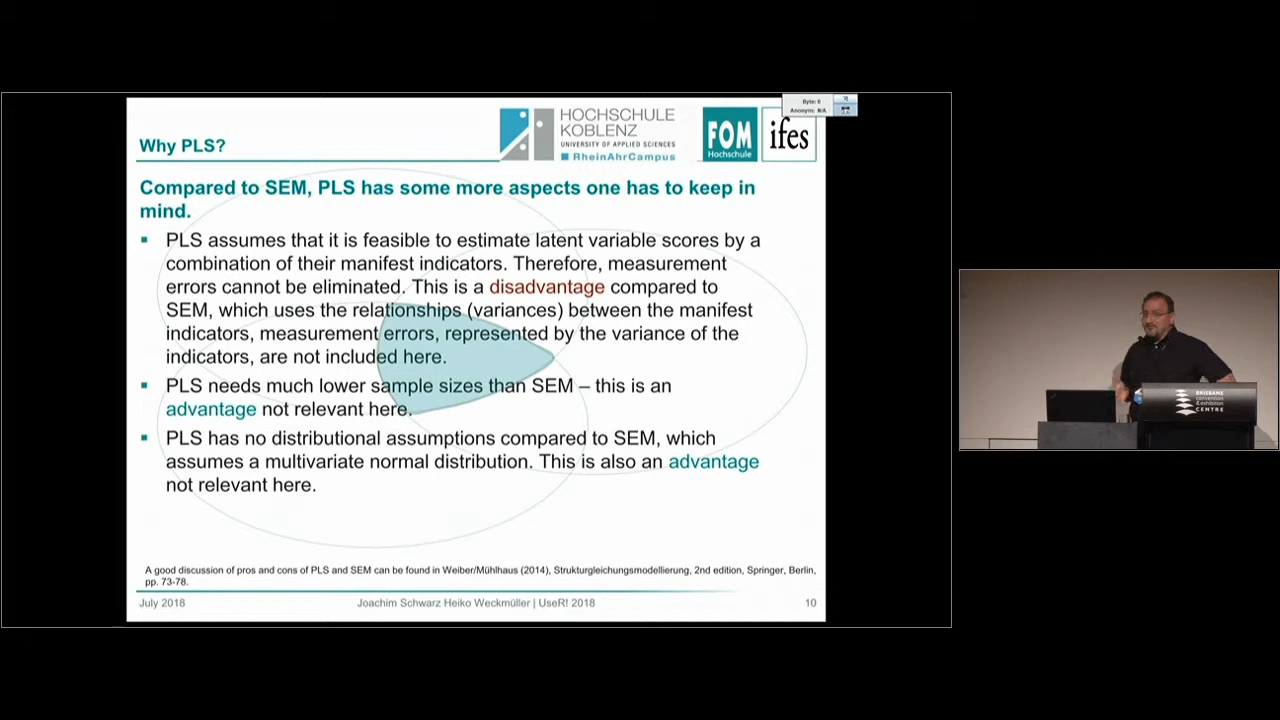 Byte: 0
Anonym: N/A
HOCHSCHULE
KOBLENZ
UNIVERSITY OF APPLIED SCIENCES
RheinAhrCampus
FOM
Hochschule
ifes
Why PLS?
Compared to SEM, PLS has some more aspects one has to keep in
mind.
PLS assumes that it is feasible to estimate latent variable scores by a
combination of their manifest indicators. Therefore, measurement
errors cannot be eliminated. This is a disadvantage compared to
SEM, which uses the relationships (variances) between the manifest
indicators, measurement errors, represented by the variance of the
indicators, are not included here.
PLS needs much lower sample sizes than SEM – this is an
advantage not relevant here.
PLS has no distributional assumptions compared to SEM, which
assumes a multivariate normal distribution. This is also an advantage
not relevant here.
A good discussion of pros and cons of PLS and SEM can be found in Weiber/Mühlhaus (2014), Strukturgleichungsmodellierung, 2nd edition, Springer, Berlin,
pp. 73-78.
July 2018 Joachim Schwarz Heiko Weckmüller | UseR! 2018 10
BRISBANE
convention
& exhibition
CENTRE